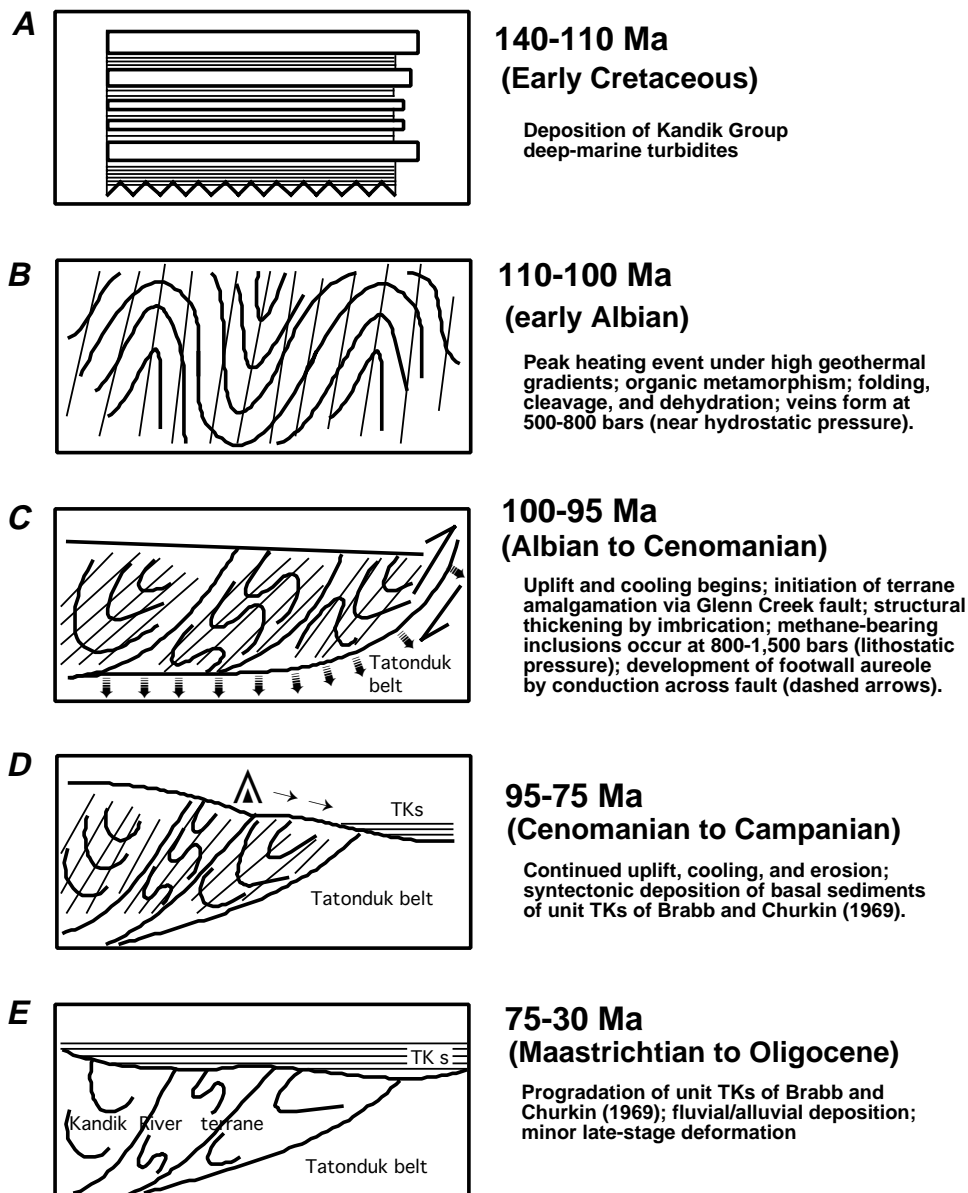 A
140-110 Ma
(Early Cretaceous)
Deposition of Kandik Group
deep-marine turbidites
B
110-100 Ma
(early Albian)
Peak heating event under high geothermal
gradients; organic metamorphism; folding,
cleavage, and dehydration; veins form at
500-800 bars (near hydrostatic pressure).
C
Tatonduk
belt
100-95 Ma
(Albian to Cenomanian)
Uplift and cooling begins; initiation of terrane
amalgamation via Glenn Creek fault; structural
thickening by imbrication; methane-bearing
inclusions occur at 800-1,500 bars (lithostatic
pressure); development of footwall aureole
by conduction across fault (dashed arrows).
D
TKs
Tatonduk belt
95-75 Ma
(Cenomanian to Campanian)
Continued uplift, cooling, and erosion;
syntectonic deposition of basal sediments
of unit TKs of Brabb and Churkin (1969).
E
TK s
Kandik River terrane
Tatonduk belt
75-30 Ma
(Maastrichtian to Oligocene)
Progradation of unit TKs of Brabb and
Churkin (1969); fluvial/alluvial deposition;
minor late-stage deformation